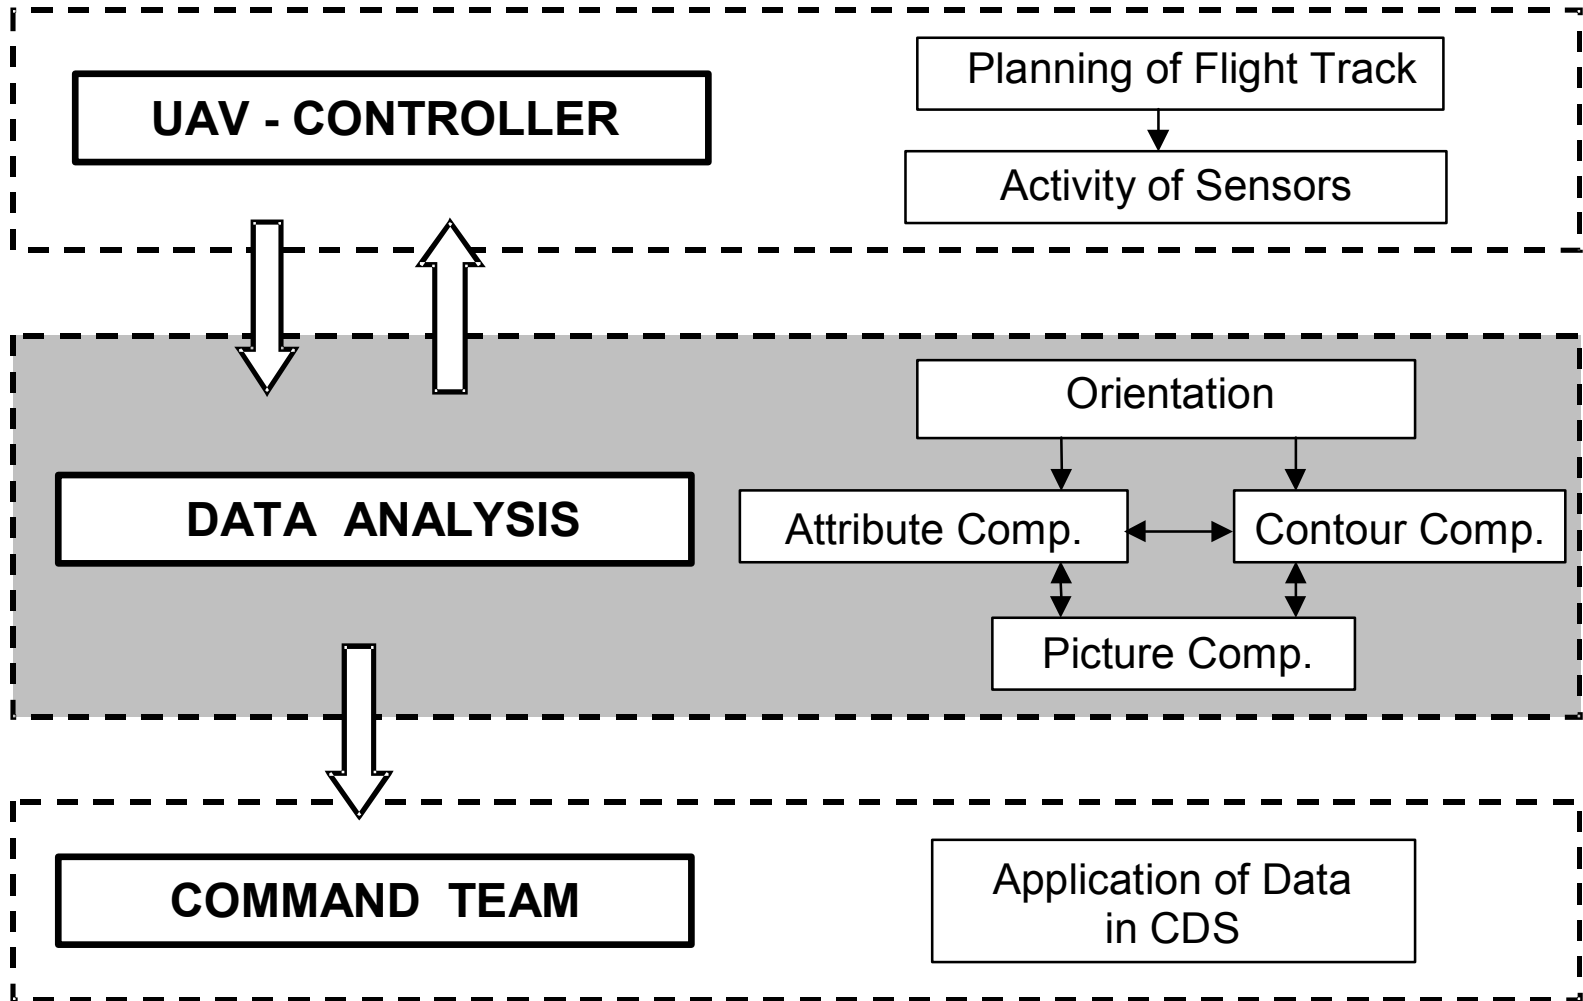 UAV - CONTROLLER
Planning of Flight Track
Activity of Sensors
DATA ANALYSIS
Orientation
Attribute Comp.
Contour Comp.
Picture Comp.
COMMAND TEAM
Application of Data
in CDS